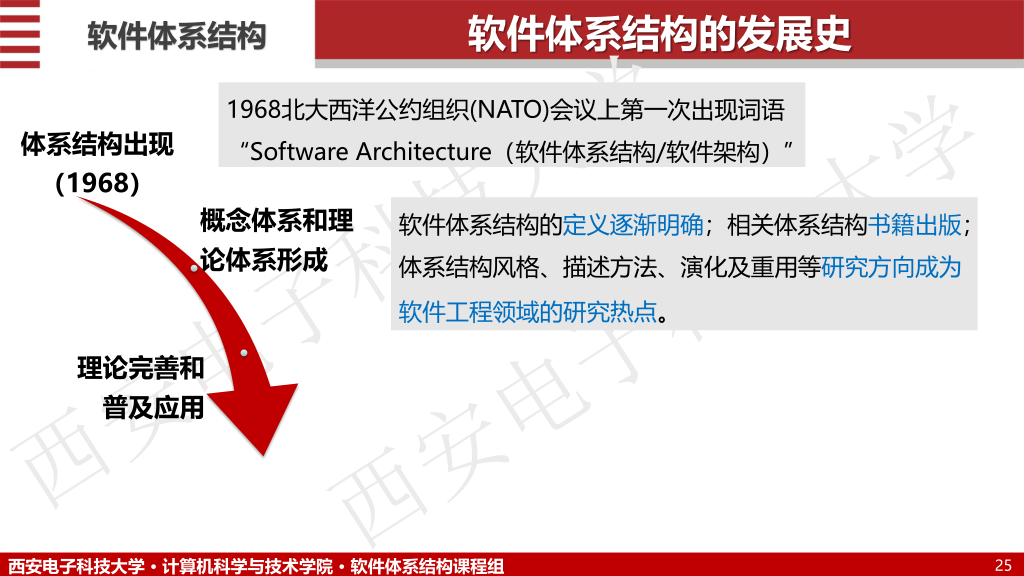 软件体系结构
软件体系结构的发展史
1968北大西洋公约组织(NATO)会议上第一次出现词语
“Software Architecture（软件体系结构/软件架构）”
体系结构出现
（1968）
概念体系和理
论体系形成
软件体系结构的定义逐渐明确；相关体系结构书籍出版；
体系结构风格、描述方法、演化及重用等研究方向成为
软件工程领域的研究热点。
理论完善和
普及应用
西安电子科技大学
西安电子科技大学
西安电子科技大学 • 计算机科学与技术学院 • 软件体系结构课程组
25